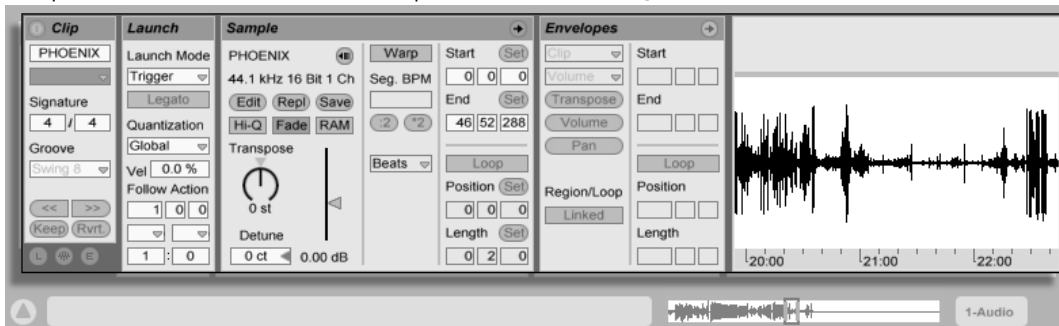 Clip
PHOENIX
Signature
4 / 4
Groove
Swing 8
<< >>
Keep Rvrt.
L E
Launch
Launch Mode
Trigger
Legato
Quantization
Global
Vel 0.0 %
Follow Action
1 0 0
1 : 0
Sample
PHOENIX
44.1 kHz 16 Bit 1 Ch
Edit Repl Save
Hi-Q Fade RAM
Transpose
0 st
Detune
0 ct 0.00 dB
Warp
Seg. BPM
:2 *2
Beats
Start Set
0 0 0
End Set
46 52 288
Loop
Position Set
0 0 0
Length Set
0 2 0
Envelopes
Clip
Volume
Transpose
Volume
Pan
Region/Loop
Linked
Start
End
Loop
Position
Length
20:00 21:00 22:00
1-Audio